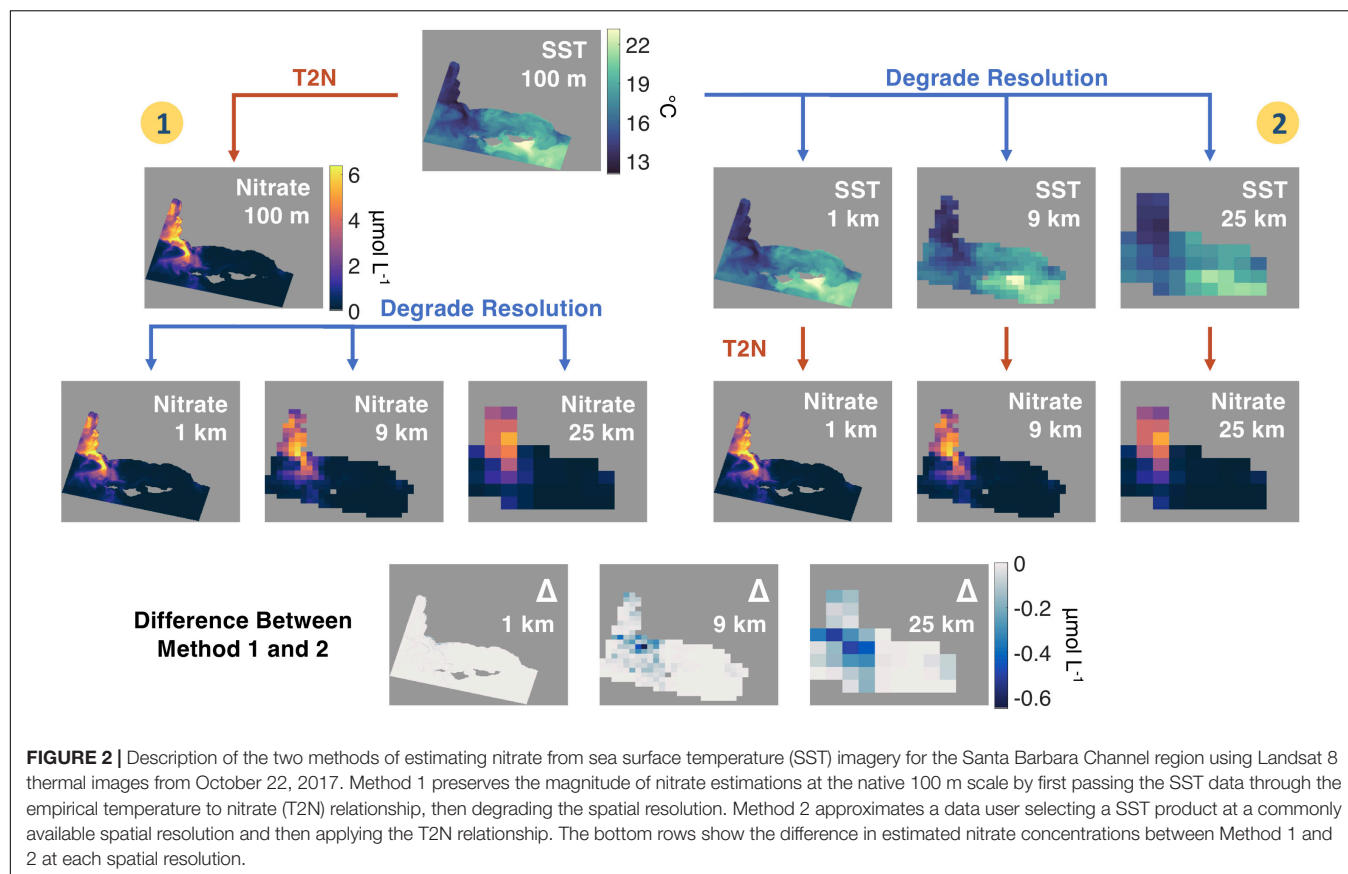 SST
100 m
22
19
16
13
°C
T2N
Degrade Resolution
1
2
Nitrate
100 m
6
4
2
0
μmol L⁻¹
SST
1 km
SST
9 km
SST
25 km
Degrade Resolution
T2N
Nitrate
1 km
Nitrate
9 km
Nitrate
25 km
Nitrate
1 km
Nitrate
9 km
Nitrate
25 km
Difference Between
Method 1 and 2
Δ
1 km
Δ
9 km
Δ
25 km
0
-0.2
-0.4
-0.6
μmol L⁻¹
FIGURE 2 | Description of the two methods of estimating nitrate from sea surface temperature (SST) imagery for the Santa Barbara Channel region using Landsat 8
thermal images from October 22, 2017. Method 1 preserves the magnitude of nitrate estimations at the native 100 m scale by first passing the SST data through the
empirical temperature to nitrate (T2N) relationship, then degrading the spatial resolution. Method 2 approximates a data user selecting a SST product at a commonly
available spatial resolution and then applying the T2N relationship. The bottom rows show the difference in estimated nitrate concentrations between Method 1 and
2 at each spatial resolution.